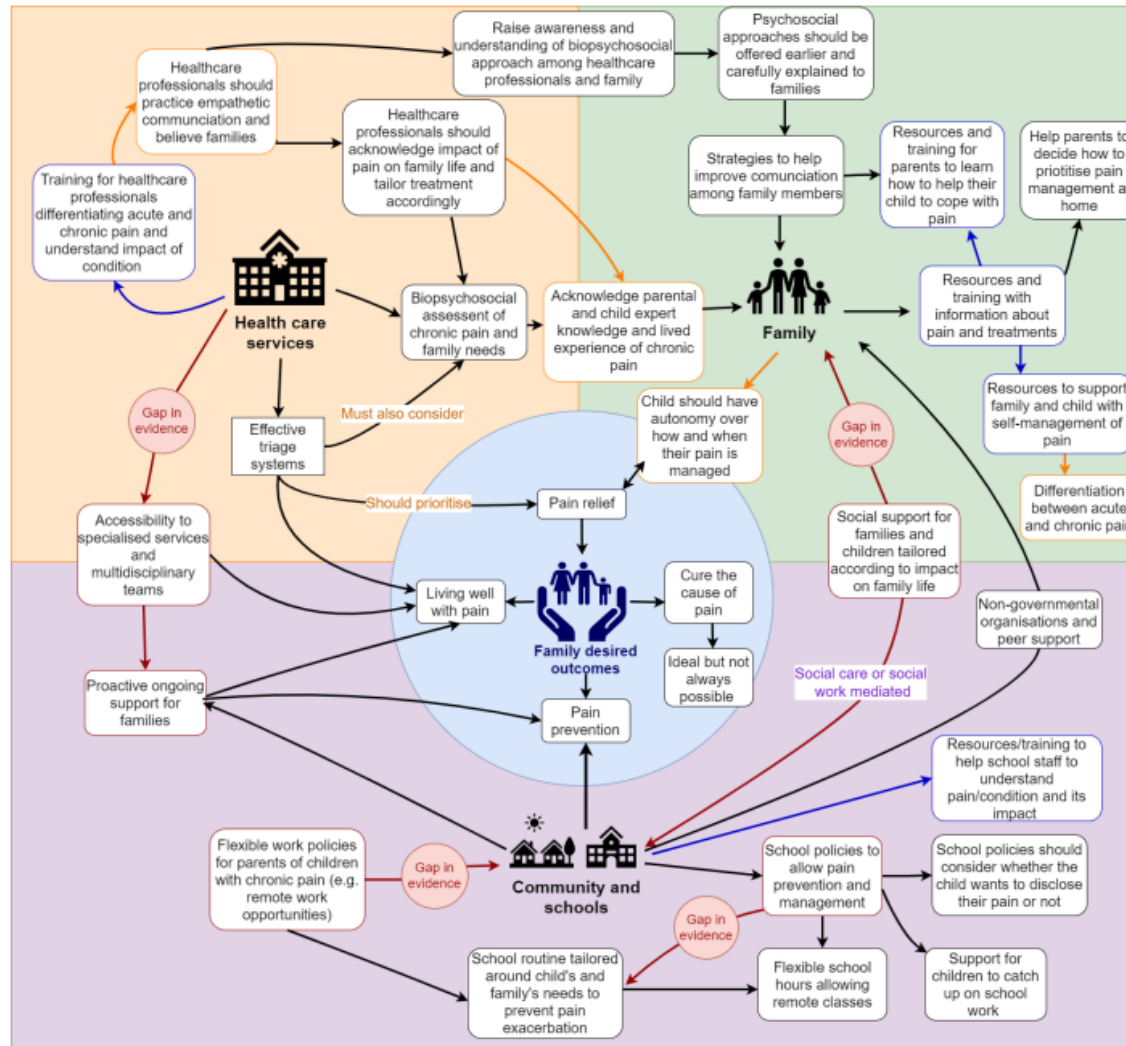 Raise awareness and
understanding of biopsychosocial
approach among healthcare
professionals and family
Psychosocial
approaches should be
offered earlier and
carefully explained to
families
Healthcare
professionals should
practice empathetic
communciation and
believe families
Healthcare
professionals should
acknowledge impact of
pain on family life and
tailor treatment
accordingly
Training for healthcare
professionals
differentiating acute and
chronic pain and
understand impact of
condition
Strategies to help
improve comunciation
among family members
Resources and
training for
parents to learn
how to help their
child to cope with
pain
Help parents to
decide how to
priotitise pain
management a
home
Health care
services
Biopsychosocial
assesment of
chronic pain and
family needs
Acknowledge parental
and child expert
knowledge and lived
experience of chronic
pain
Family
Resources and
training with
information about
pain and treatments
Gap in
evidence
Must also consider
Effective
triage
systems
Child should have
autonomy over
how and when
their pain is
managed
Gap in
evidence
Resources to support
family and child with
self-management of
pain
Differentiation
between acute
and chronic pain
Should prioritise
Pain relief
Accessibility to
specialised services
and
multidisciplinary
teams
Social support for
families and
children tailored
according to impact
on family life
Living well
with pain
Family desired
outcomes
Cure the
cause of
pain
Non-governmental
organisations and
peer support
Ideal but not
always
possible
Social care or social
work mediated
Proactive ongoing
support for
families
Pain
prevention
Resources/training to
help school staff to
understand
pain/condition and its
impact
Flexible work policies
for parents of children
with chronic pain (e.g.
remote work
opportunities)
Gap in
evidence
Community and
schools
School policies to
allow pain
prevention and
management
School policies should
consider whether the
child wants to disclose
their pain or not
Gap in
evidence
School routine tailored
around child's and
family's needs to
prevent pain
exacerbation
Flexible school
hours allowing
remote classes
Support for
children to catch
up on school
work